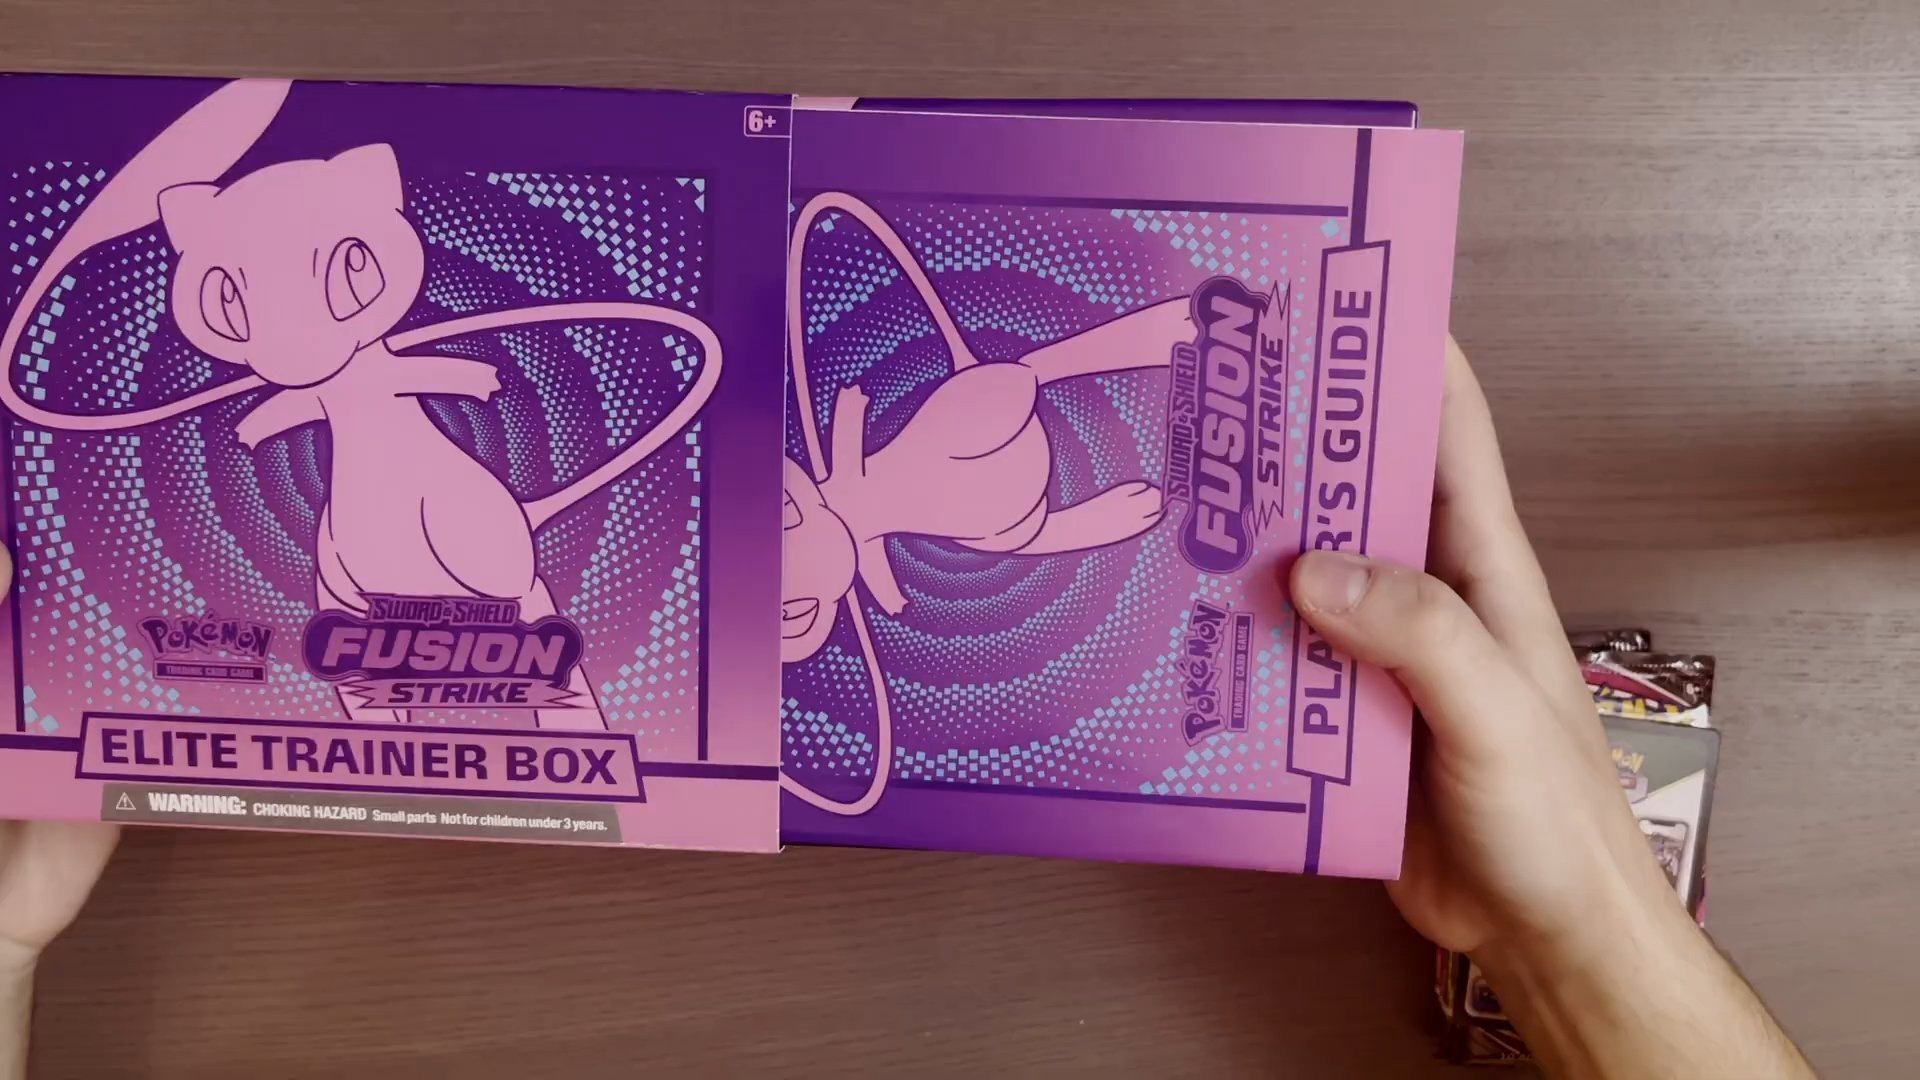 6+
SWORD & SHIELD
FUSION
STRIKE
POKéMON
TRADING CARD GAME
ELITE TRAINER BOX
WARNING: CHOKING HAZARD Small parts Not for children under 3 years.
SWORD & SHIELD
FUSION
STRIKE
POKéMON
TRADING CARD GAME
PLA R'S GUIDE